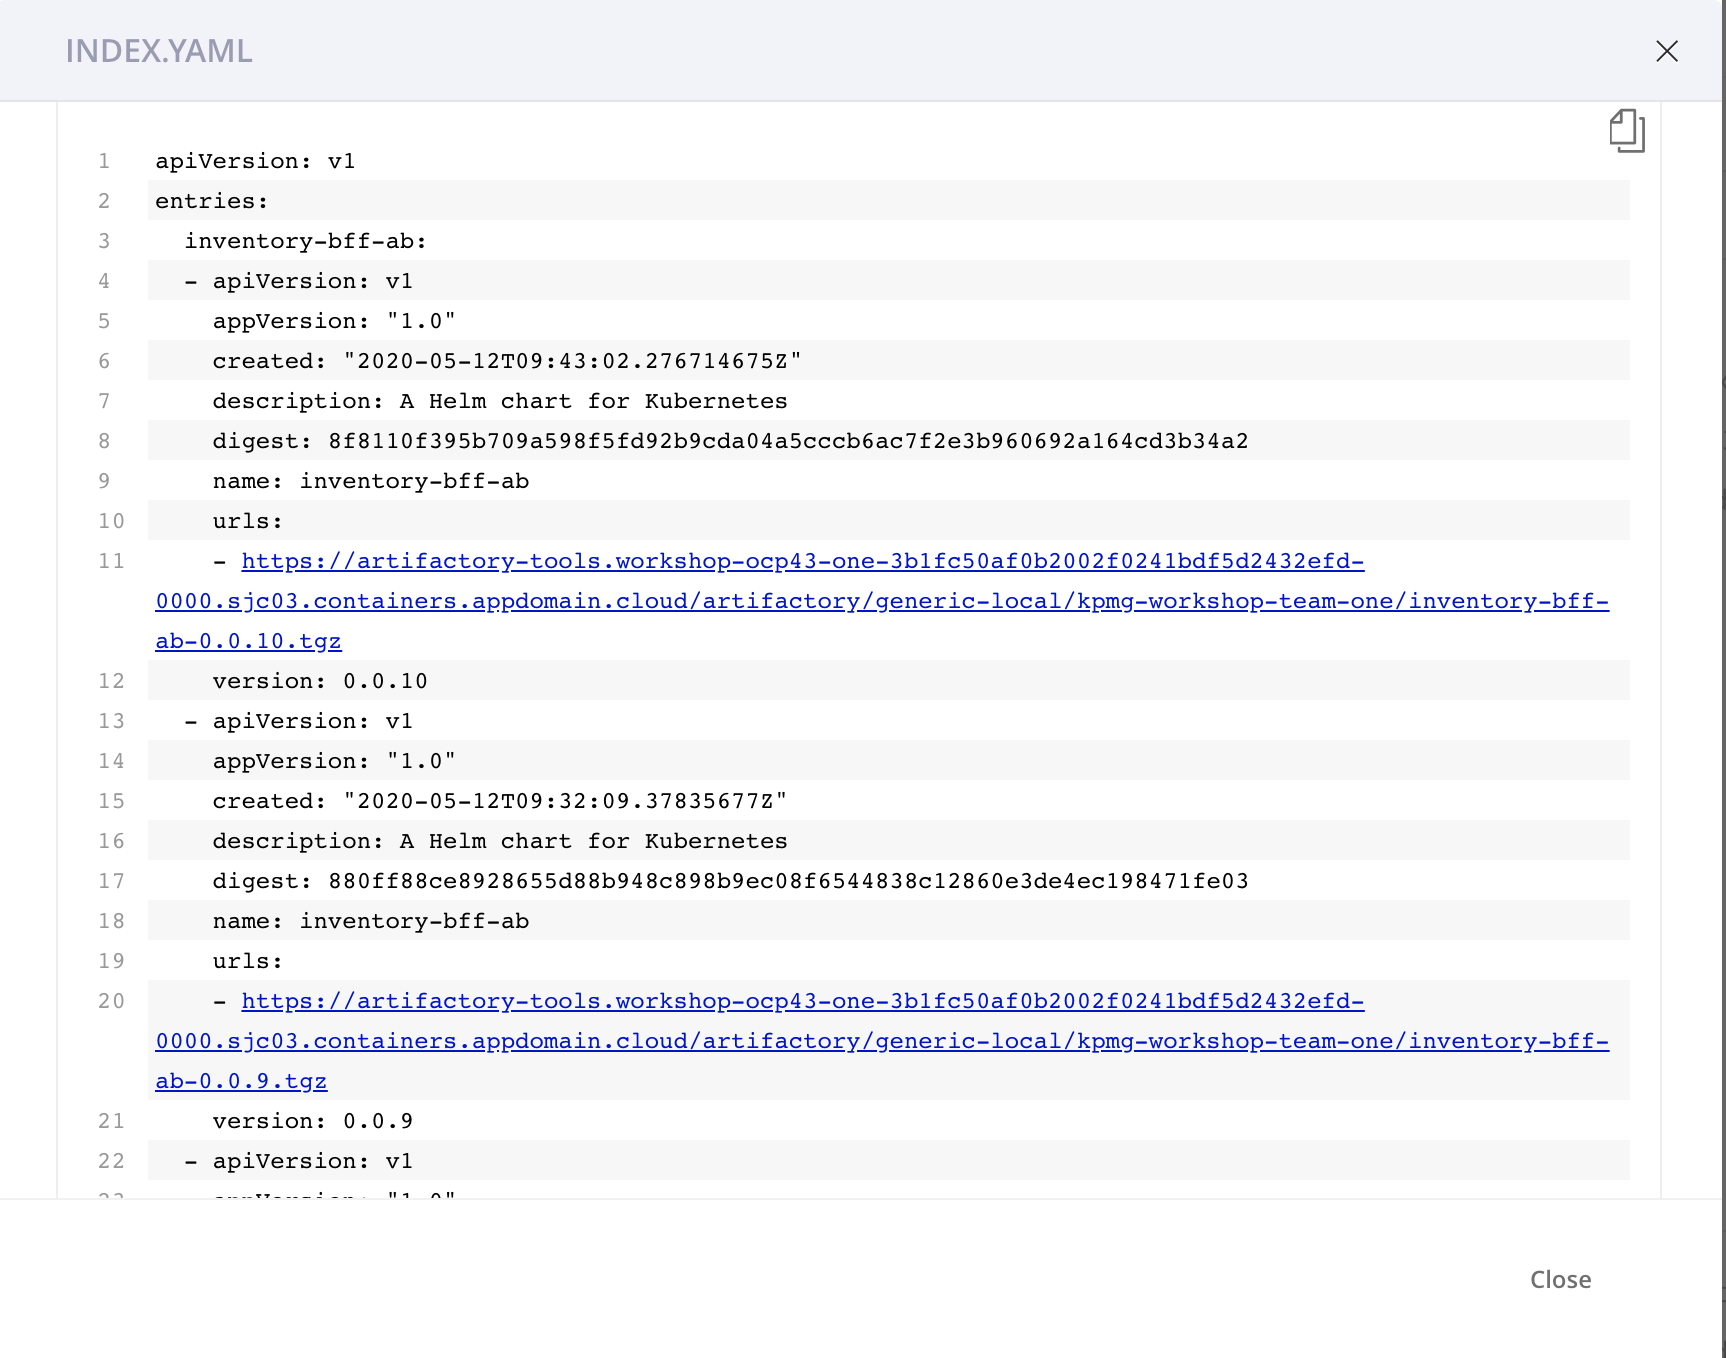 INDEX.YAML
1 apiVersion: v1
2 entries:
3   inventory-bff-ab:
4   - apiVersion: v1
5     appVersion: "1.0"
6     created: "2020-05-12T09:43:02.276714675Z"
7     description: A Helm chart for Kubernetes
8     digest: 8f8110f395b709a598f5fd92b9cda04a5cccb6ac7f2e3b960692a164cd3b34a2
9     name: inventory-bff-ab
10     urls:
11     - https://artifactory-tools.workshop-ocp43-one-3b1fc50af0b2002f0241bdf5d2432efd-
0000.sjc03.containers.appdomain.cloud/artifactory/generic-local/kpmg-workshop-team-one/inventory-bff-
ab-0.0.10.tgz
12     version: 0.0.10
13   - apiVersion: v1
14     appVersion: "1.0"
15     created: "2020-05-12T09:32:09.37835677Z"
16     description: A Helm chart for Kubernetes
17     digest: 880ff88ce8928655d88b948c898b9ec08f6544838c12860e3de4ec198471fe03
18     name: inventory-bff-ab
19     urls:
20     - https://artifactory-tools.workshop-ocp43-one-3b1fc50af0b2002f0241bdf5d2432efd-
0000.sjc03.containers.appdomain.cloud/artifactory/generic-local/kpmg-workshop-team-one/inventory-bff-
ab-0.0.9.tgz
21     version: 0.0.9
22   - apiVersion: v1
23     appVersion: "1.0"
Close